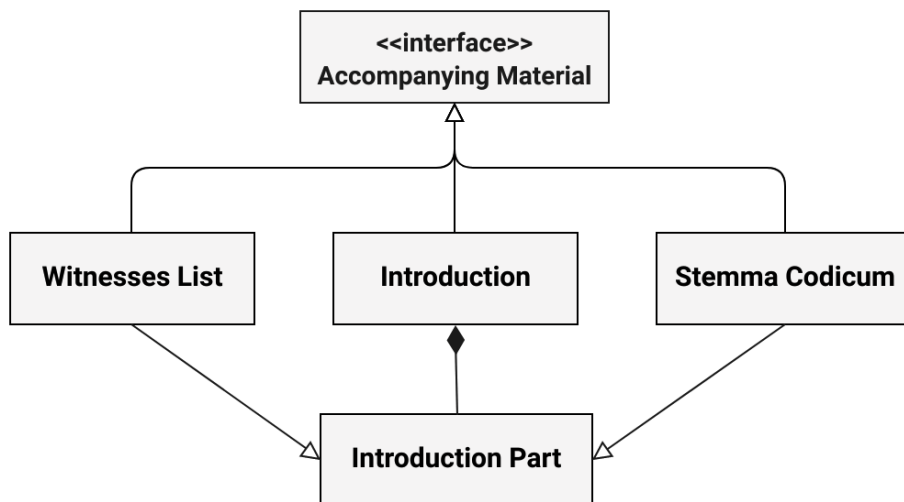 <<interface>>
Accompanying Material
Witnesses List
Introduction
Stemma Codicum
Introduction Part